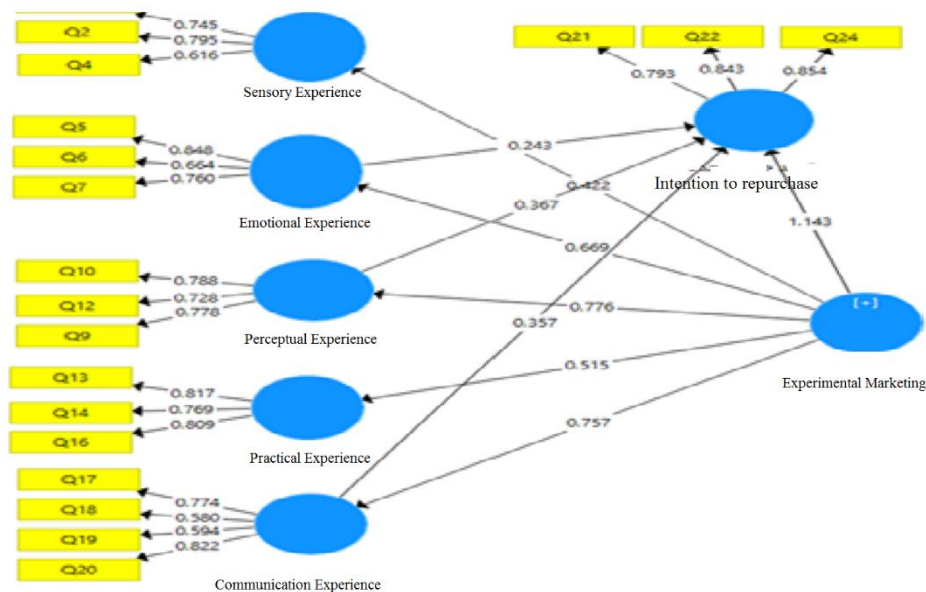 0.745
Q2
0.795
Q4
0.616
Sensory Experience
Q21
Q22
Q24
0.793
0.843
0.854
Intention to repurchase
Q5
0.848
Q6
0.664
Q7
0.760
Emotional Experience
0.243
0.422
0.367
1.143
0.669
Q10
0.788
Q12
0.728
Q9
0.778
Perceptual Experience
0.776
[+]
0.357
Experimental Marketing
Q13
0.817
Q14
0.769
Q16
0.809
Practical Experience
0.515
0.757
Q17
0.774
Q18
0.580
Q19
0.594
Q20
0.822
Communication Experience